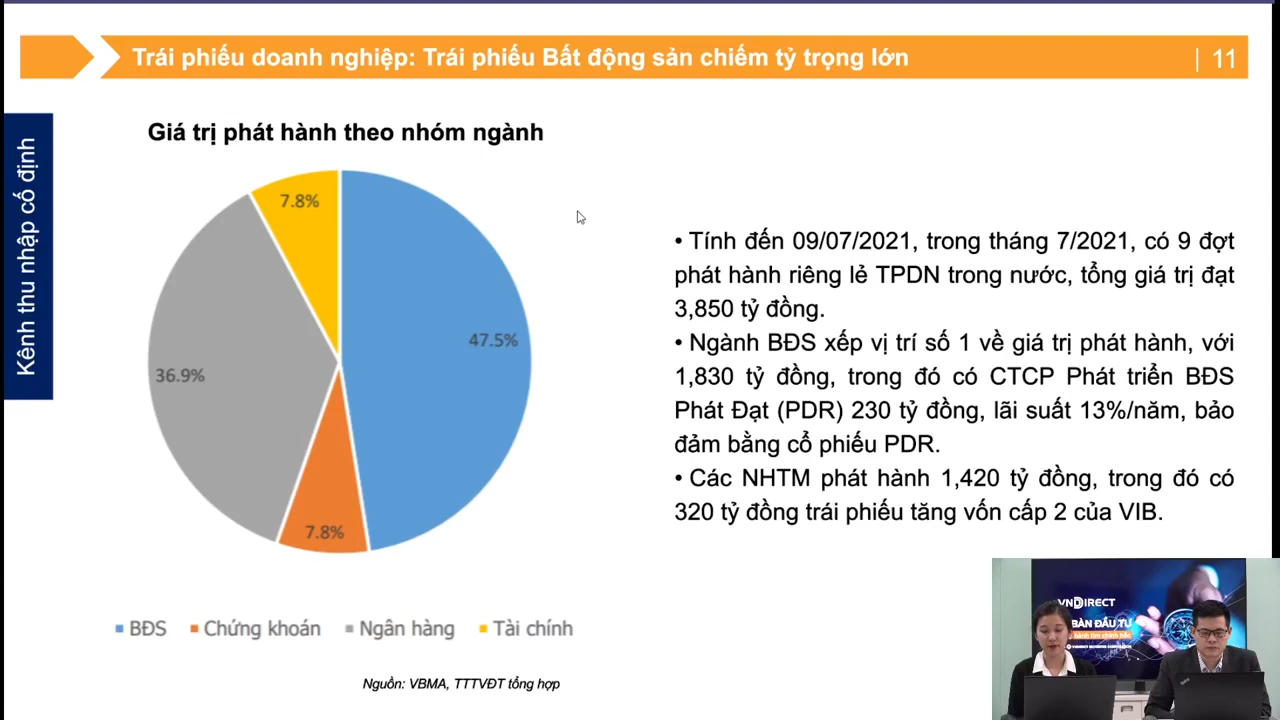 Trái phiếu doanh nghiệp: Trái phiếu Bất động sản chiếm tỷ trọng lớn
| 11
Kênh thu nhập cố định
Giá trị phát hành theo nhóm ngành
7.8%
47.5%
36.9%
7.8%
BĐS
Chứng khoán
Ngân hàng
Tài chính
Nguồn: VBMA, TTTVĐT tổng hợp
• Tính đến 09/07/2021, trong tháng 7/2021, có 9 đợt
phát hành riêng lẻ TPDN trong nước, tổng giá trị đạt
3,850 tỷ đồng.
• Ngành BĐS xếp vị trí số 1 về giá trị phát hành, với
1,830 tỷ đồng, trong đó có CTCP Phát triển BĐS
Phát Đạt (PDR) 230 tỷ đồng, lãi suất 13%/năm, bảo
đảm bằng cổ phiếu PDR.
• Các NHTM phát hành 1,420 tỷ đồng, trong đó có
320 tỷ đồng trái phiếu tăng vốn cấp 2 của VIB.
VNDIRECT
BÀN ĐẦU TƯ